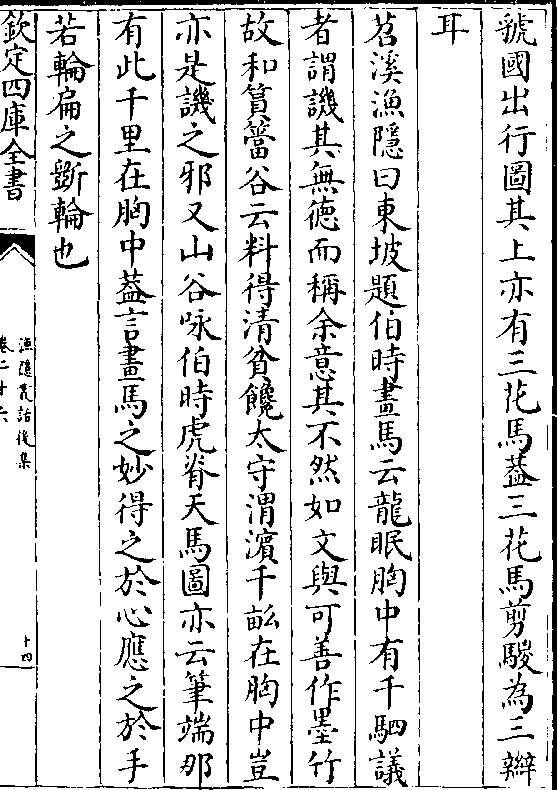 虢國出行圖其上亦有三花馬葢三花馬剪騣為三辮
耳
苕溪漁隱曰東坡題伯時畫馬云龍眠胸中有千駟議
者謂譏其無徳而稱余意其不然如文與可善作墨竹
故和篔簹谷云料得清貧饞太守渭濵千畝在胸中豈
亦是譏之邪又山谷咏伯時虎脊天馬圖亦云筆端那
有此千里在胸中葢言畫馬之妙得之於心應之於手
若輪扁之斵輪也
欽定四庫全書
漁隱叢話後集
卷二十六
十四